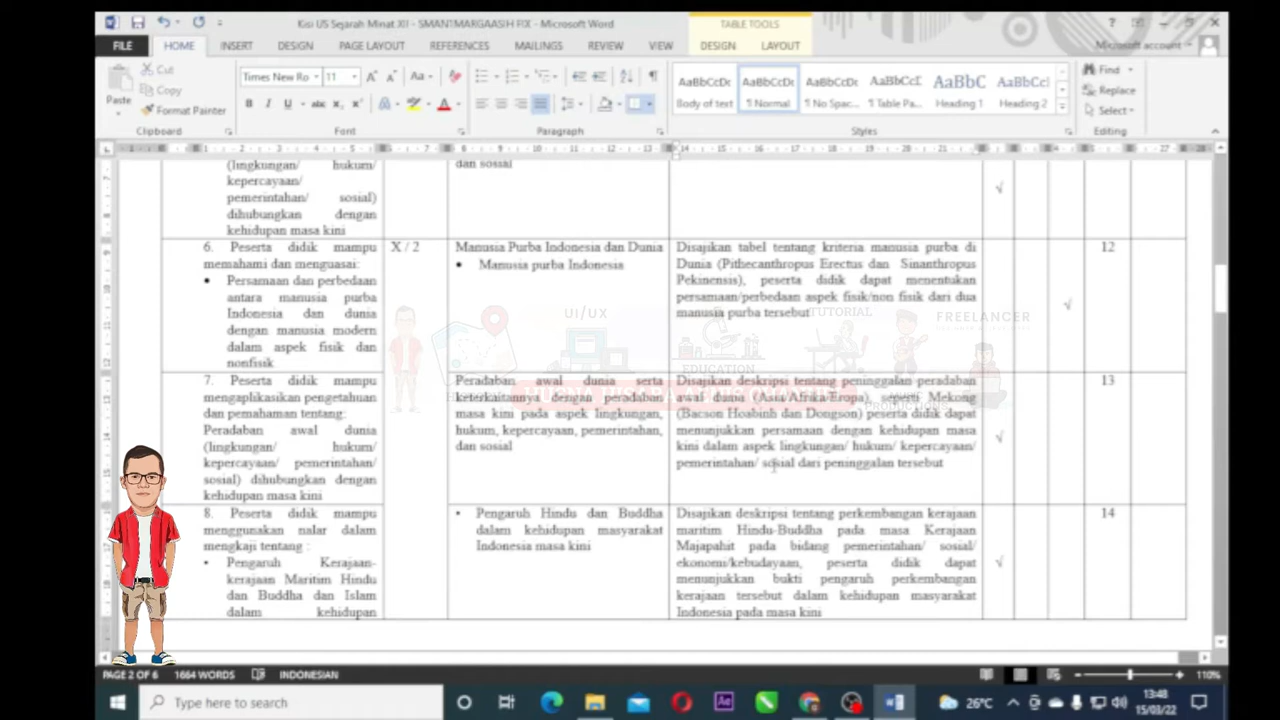 Kisi US Sejarah Minat XII - SMANTMARGAASIH FIX - Microsoft Word
TABLE TOOLS
FILE HOME INSERT DESIGN PAGE LAYOUT REFERENCES MAILINGS REVIEW VIEW DESIGN LAYOUT
Microsoft account
Paste
Cut
Copy
Format Painter
Times New Ro 11
AaBbCcDc AaBbCcDc AaBbCcDc AaBbCcD AaBbC AaBbCcI
Body of text ¶ Normal ¶ No Spac... ¶ Table Pa... Heading 1 Heading 2
Find
Replace
Select
Clipboard Font Paragraph Styles Editing
(lingkungan/ hukum/
kepercayaan/
pemerintahan/ sosial)
dihubungkan dengan
kehidupan masa kini
dan sosial
√
6. Peserta didik mampu
memahami dan menguasai:
• Persamaan dan perbedaan
antara manusia purba
Indonesia dan dunia
dengan manusia modern
dalam aspek fisik dan
nonfisik
X / 2
Manusia Purba Indonesia dan Dunia
• Manusia purba Indonesia
Disajikan tabel tentang kriteria manusia purba di
Dunia (Pithecanthropus Erectus dan Sinanthropus
Pekinensis), peserta didik dapat menentukan
persamaan/perbedaan aspek fisik/non fisik dari dua
manusia purba tersebut
√
12
UI/UX
EDUCATION
TUTORIAL
FREELANCER
7. Peserta didik mampu
mengaplikasikan pengetahuan
dan pemahaman tentang:
Peradaban awal dunia
(lingkungan/ hukum/
kepercayaan/ pemerintahan/
sosial) dihubungkan dengan
kehidupan masa kini
Peradaban awal dunia serta
keterkaitannya dengan peradaban
masa kini pada aspek lingkungan,
hukum, kepercayaan, pemerintahan,
dan sosial
Disajikan deskripsi tentang peninggalan peradaban
awal dunia (Asia/Afrika/Eropa), seperti Mekong
(Bacson Hoabinh dan Dongson) peserta didik dapat
menunjukkan persamaan dengan kehidupan masa
kini dalam aspek lingkungan/ hukum/ kepercayaan/
pemerintahan/ sosial dari peninggalan tersebut
√
13
8. Peserta didik mampu
menggunakan nalar dalam
mengkaji tentang :
• Pengaruh Kerajaan-
kerajaan Maritim Hindu
dan Buddha dan Islam
dalam kehidupan
• Pengaruh Hindu dan Buddha
dalam kehidupan masyarakat
Indonesia masa kini
Disajikan deskripsi tentang perkembangan kerajaan
maritim Hindu-Buddha pada masa Kerajaan
Majapahit pada bidang pemerintahan/ sosial/
ekonomi/kebudayaan, peserta didik dapat
menunjukkan bukti pengaruh perkembangan
kerajaan tersebut dalam kehidupan masyarakat
Indonesia pada masa kini
√
14
PAGE 2 OF 6 1664 WORDS INDONESIAN 110%
Type here to search
26°C
13:48
15/03/22